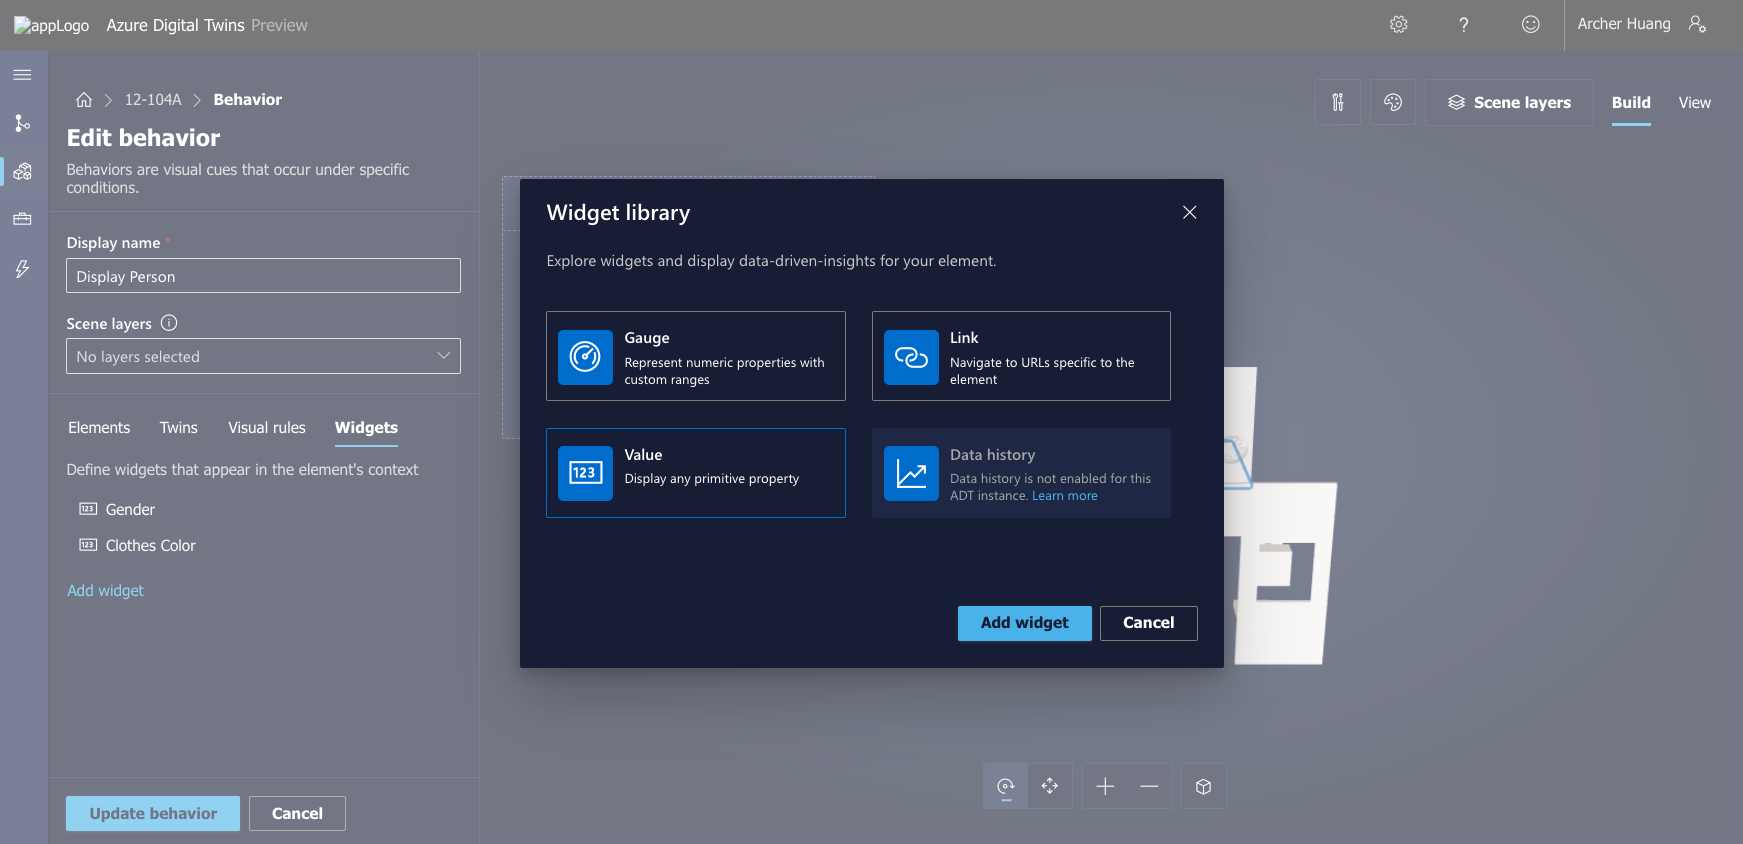 appLogo
Azure Digital Twins Preview
?
Archer Huang
12-104A
Behavior
Edit behavior
Behaviors are visual cues that occur under specific
conditions.
Display name *
Display Person
Scene layers
No layers selected
Elements
Twins
Visual rules
Widgets
Define widgets that appear in the element's context
123 Gender
123 Clothes Color
Add widget
Update behavior
Cancel
Scene layers
Build
View
Widget library
Explore widgets and display data-driven-insights for your element.
Gauge
Represent numeric properties with
custom ranges
Link
Navigate to URLs specific to the
element
123
Value
Display any primitive property
Data history
Data history is not enabled for this
ADT instance. Learn more
Add widget
Cancel